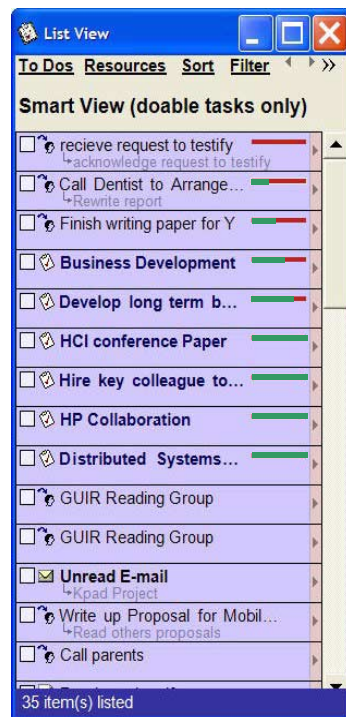 List View
To Dos Resources Sort Filter
Smart View (doable tasks only)
recieve request to testify
acknowledge request to testify
Call Dentist to Arrange...
Rewrite report
Finish writing paper for Y
Business Development
Develop long term b...
HCI conference Paper
Hire key colleague to...
HP Collaboration
Distributed Systems...
GUIR Reading Group
GUIR Reading Group
Unread E-mail
Kpad Project
Write up Proposal for Mobil...
Read others proposals
Call parents
35 item(s) listed